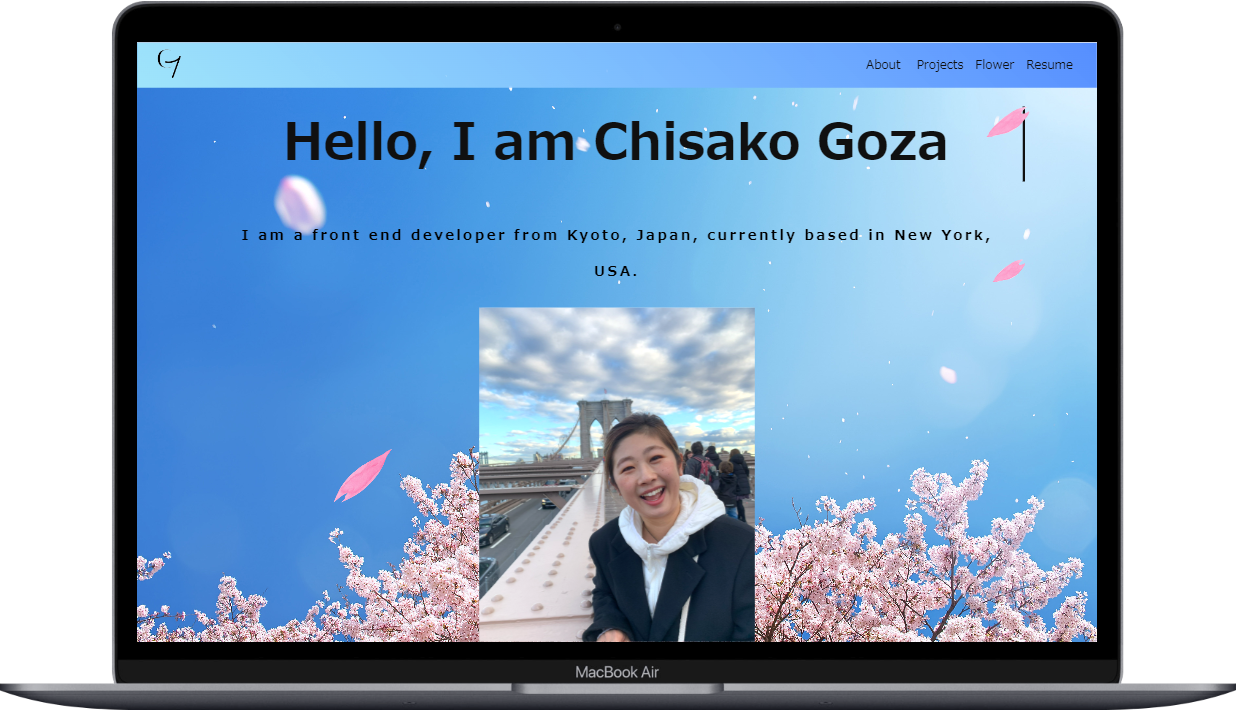 About Projects Flower Resume
Hello, I am Chisako Goza
I am a front end developer from Kyoto, Japan, currently based in New York,
USA.
MacBook Air